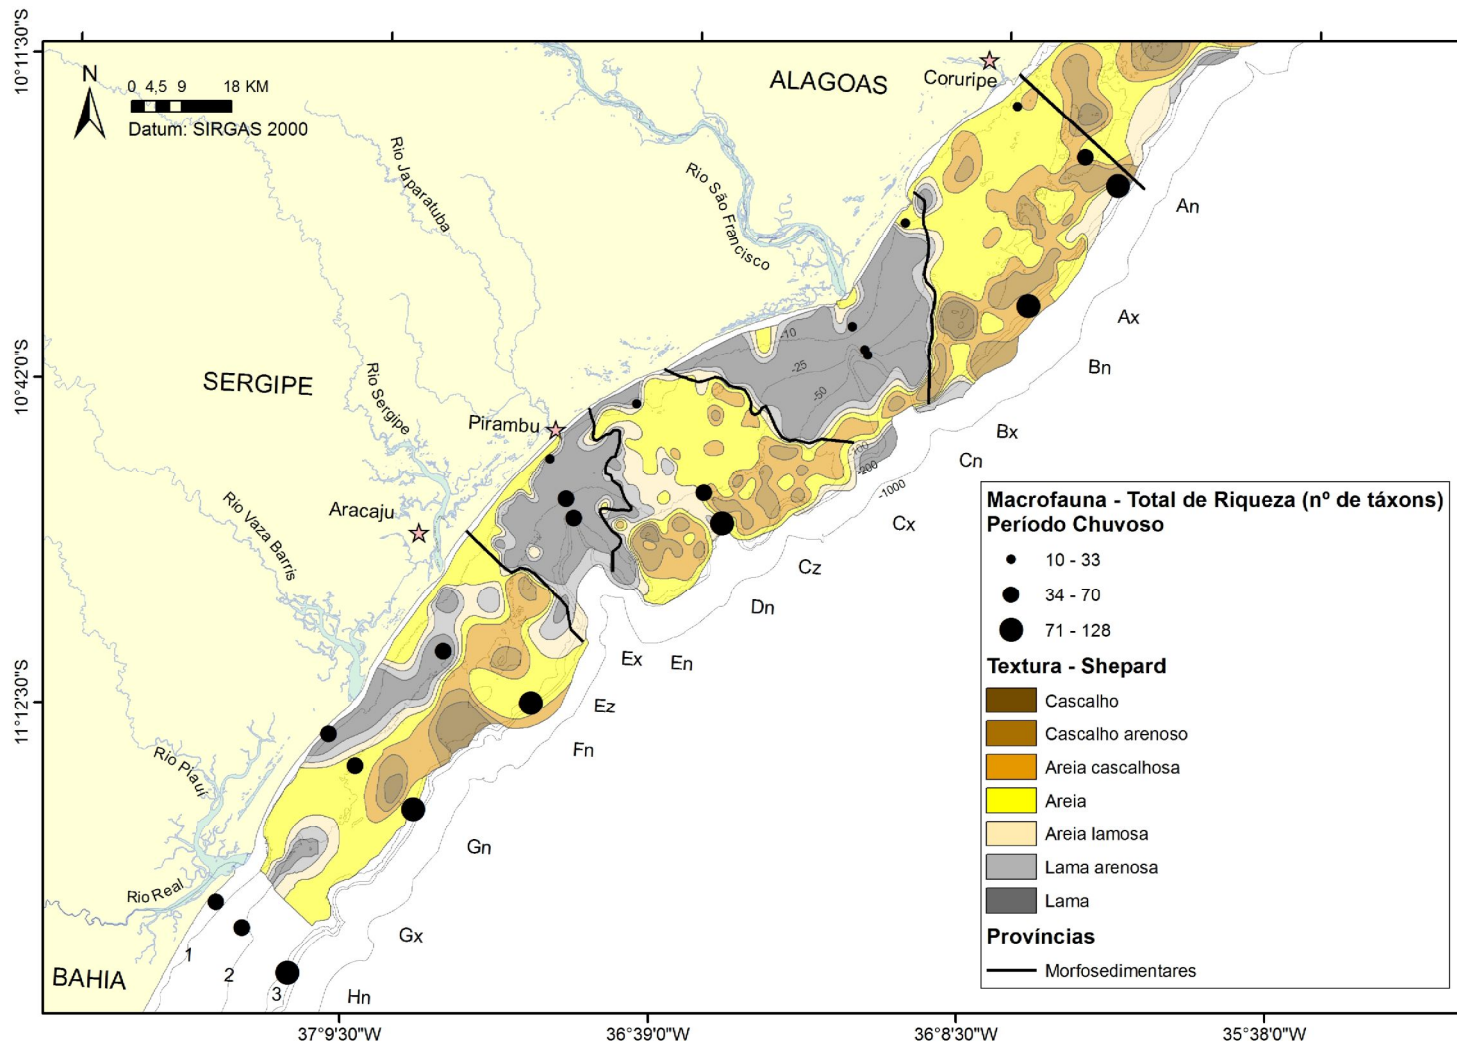 10°11'30"S
10°42'0"S
11°12'30"S
N
0 4,5 9 18 KM
Datum: SIRGAS 2000
ALAGOAS
Coruripe
Rio Japaratuba
Rio São Francisco
SERGIPE
Rio Sergipe
Pirambu
Aracaju
Rio Vaza Barris
Rio Piauí
Rio Real
BAHIA
-10
-25
-50
-100
-200
-1000
An
Ax
Bn
Bx
Cn
Cx
Cz
Dn
En
Ex
Ez
Fn
Gn
Gx
Hn
1
2
3
Macrofauna - Total de Riqueza (nº de táxons)
Período Chuvoso
10 - 33
34 - 70
71 - 128
Textura - Shepard
Cascalho
Cascalho arenoso
Areia cascalhosa
Areia
Areia lamosa
Lama arenosa
Lama
Províncias
Morfosedimentares
37°9'30"W
36°39'0"W
36°8'30"W
35°38'0"W